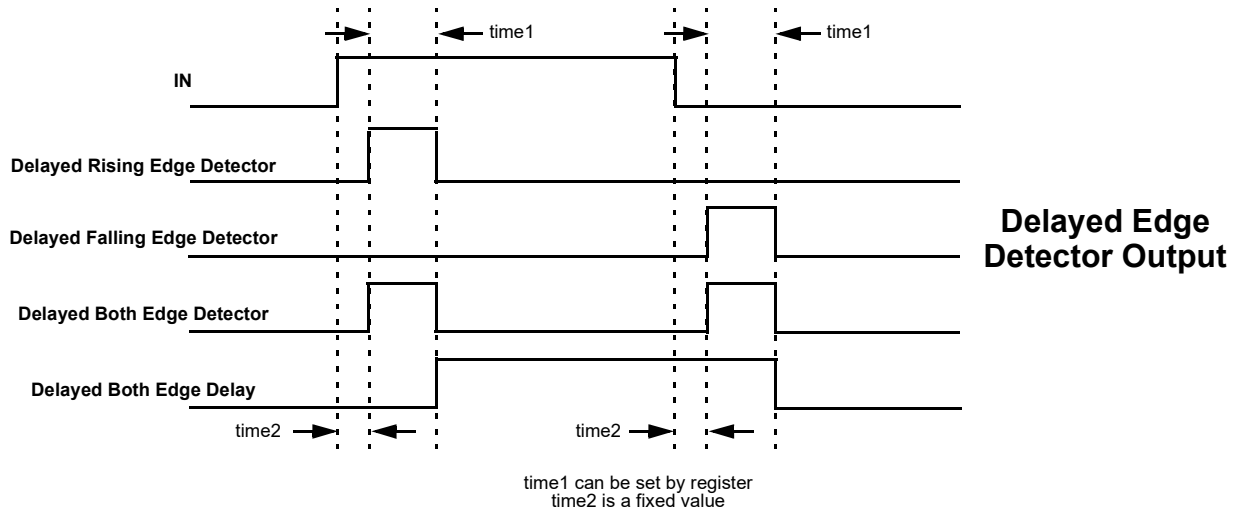 time1
time1
IN
Delayed Rising Edge Detector
Delayed Edge
Detector Output
Delayed Falling Edge Detector
Delayed Both Edge Detector
Delayed Both Edge Delay
time2
time2
time1 can be set by register
time2 is a fixed value